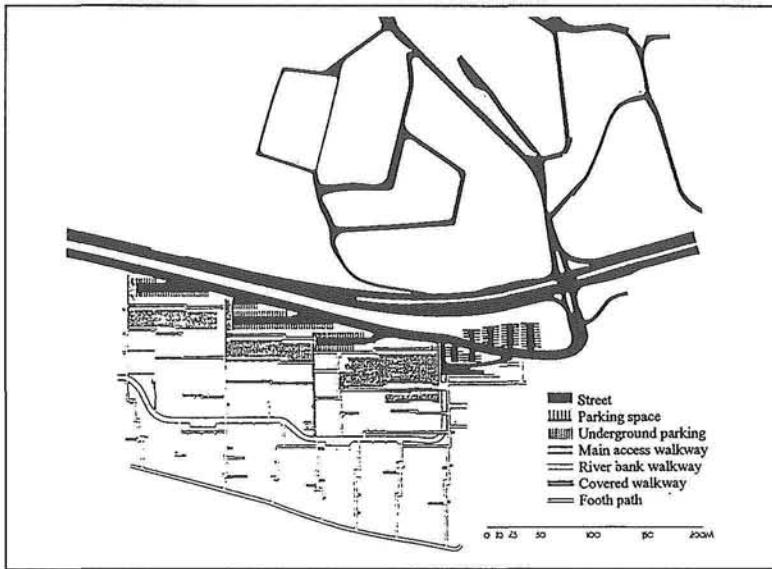 Street
Parking space
Underground parking
Main access walkway
River bank walkway
Covered walkway
Footh path
0 12 25 50 100 150 200M